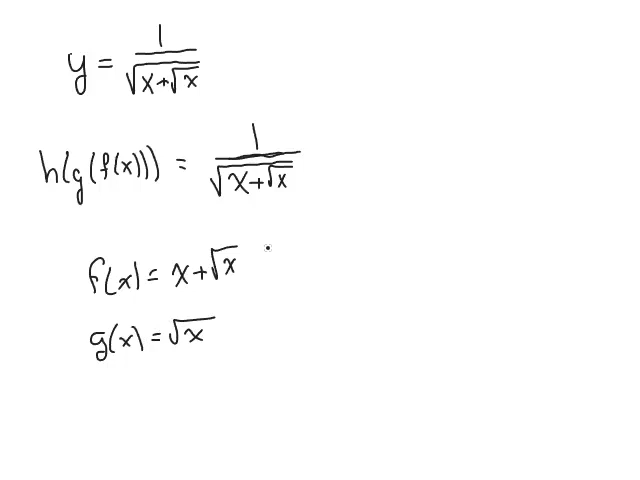 y = 1/√(x+√x)
h(g(f(x))) = 1/√(x+√x)
f(x) = x+√x
g(x) = √x